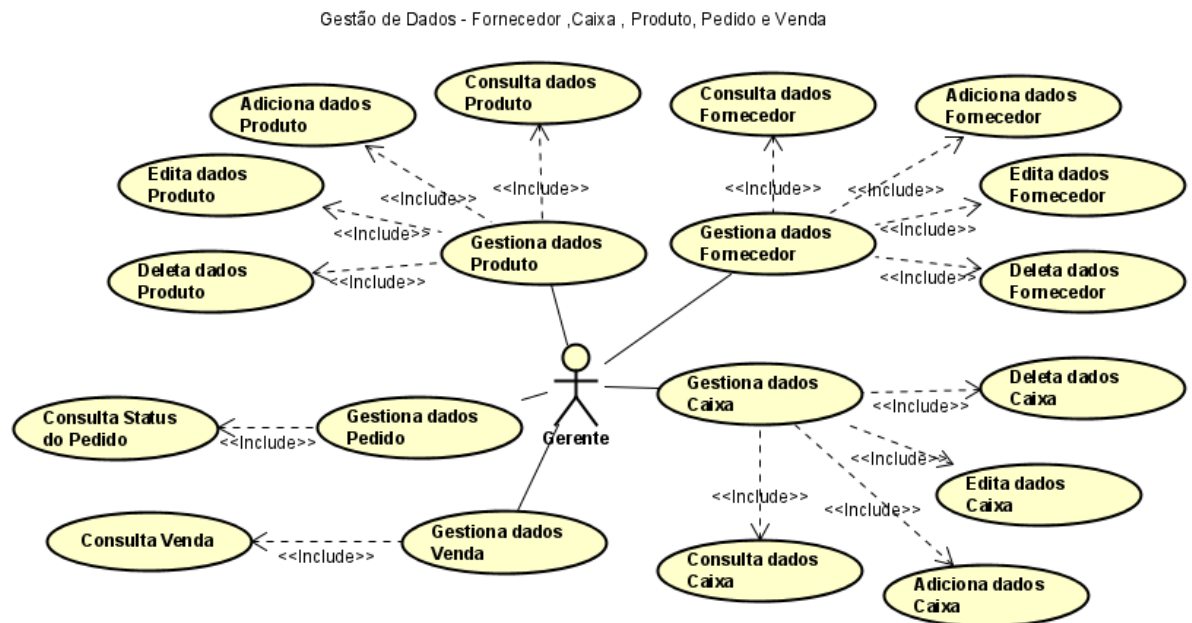 Gestão de Dados - Fornecedor ,Caixa , Produto, Pedido e Venda
Consulta dados
Produto
Adiciona dados
Produto
Edita dados
Produto
Deleta dados
Produto
<<Include>>
<<Include>>
<<Include>>
<<Include>>
Gestiona dados
Produto
Consulta dados
Fornecedor
Adiciona dados
Fornecedor
Edita dados
Fornecedor
Deleta dados
Fornecedor
<<Include>>
<<Include>>
<<Include>>
<<Include>>
Gestiona dados
Fornecedor
Gerente
Gestiona dados
Pedido
<<Include>>
Consulta Status
do Pedido
Gestiona dados
Venda
<<Include>>
Consulta Venda
Gestiona dados
Caixa
<<Include>>
Deleta dados
Caixa
<<Include>>
Edita dados
Caixa
<<Include>>
Adiciona dados
Caixa
<<Include>>
Consulta dados
Caixa